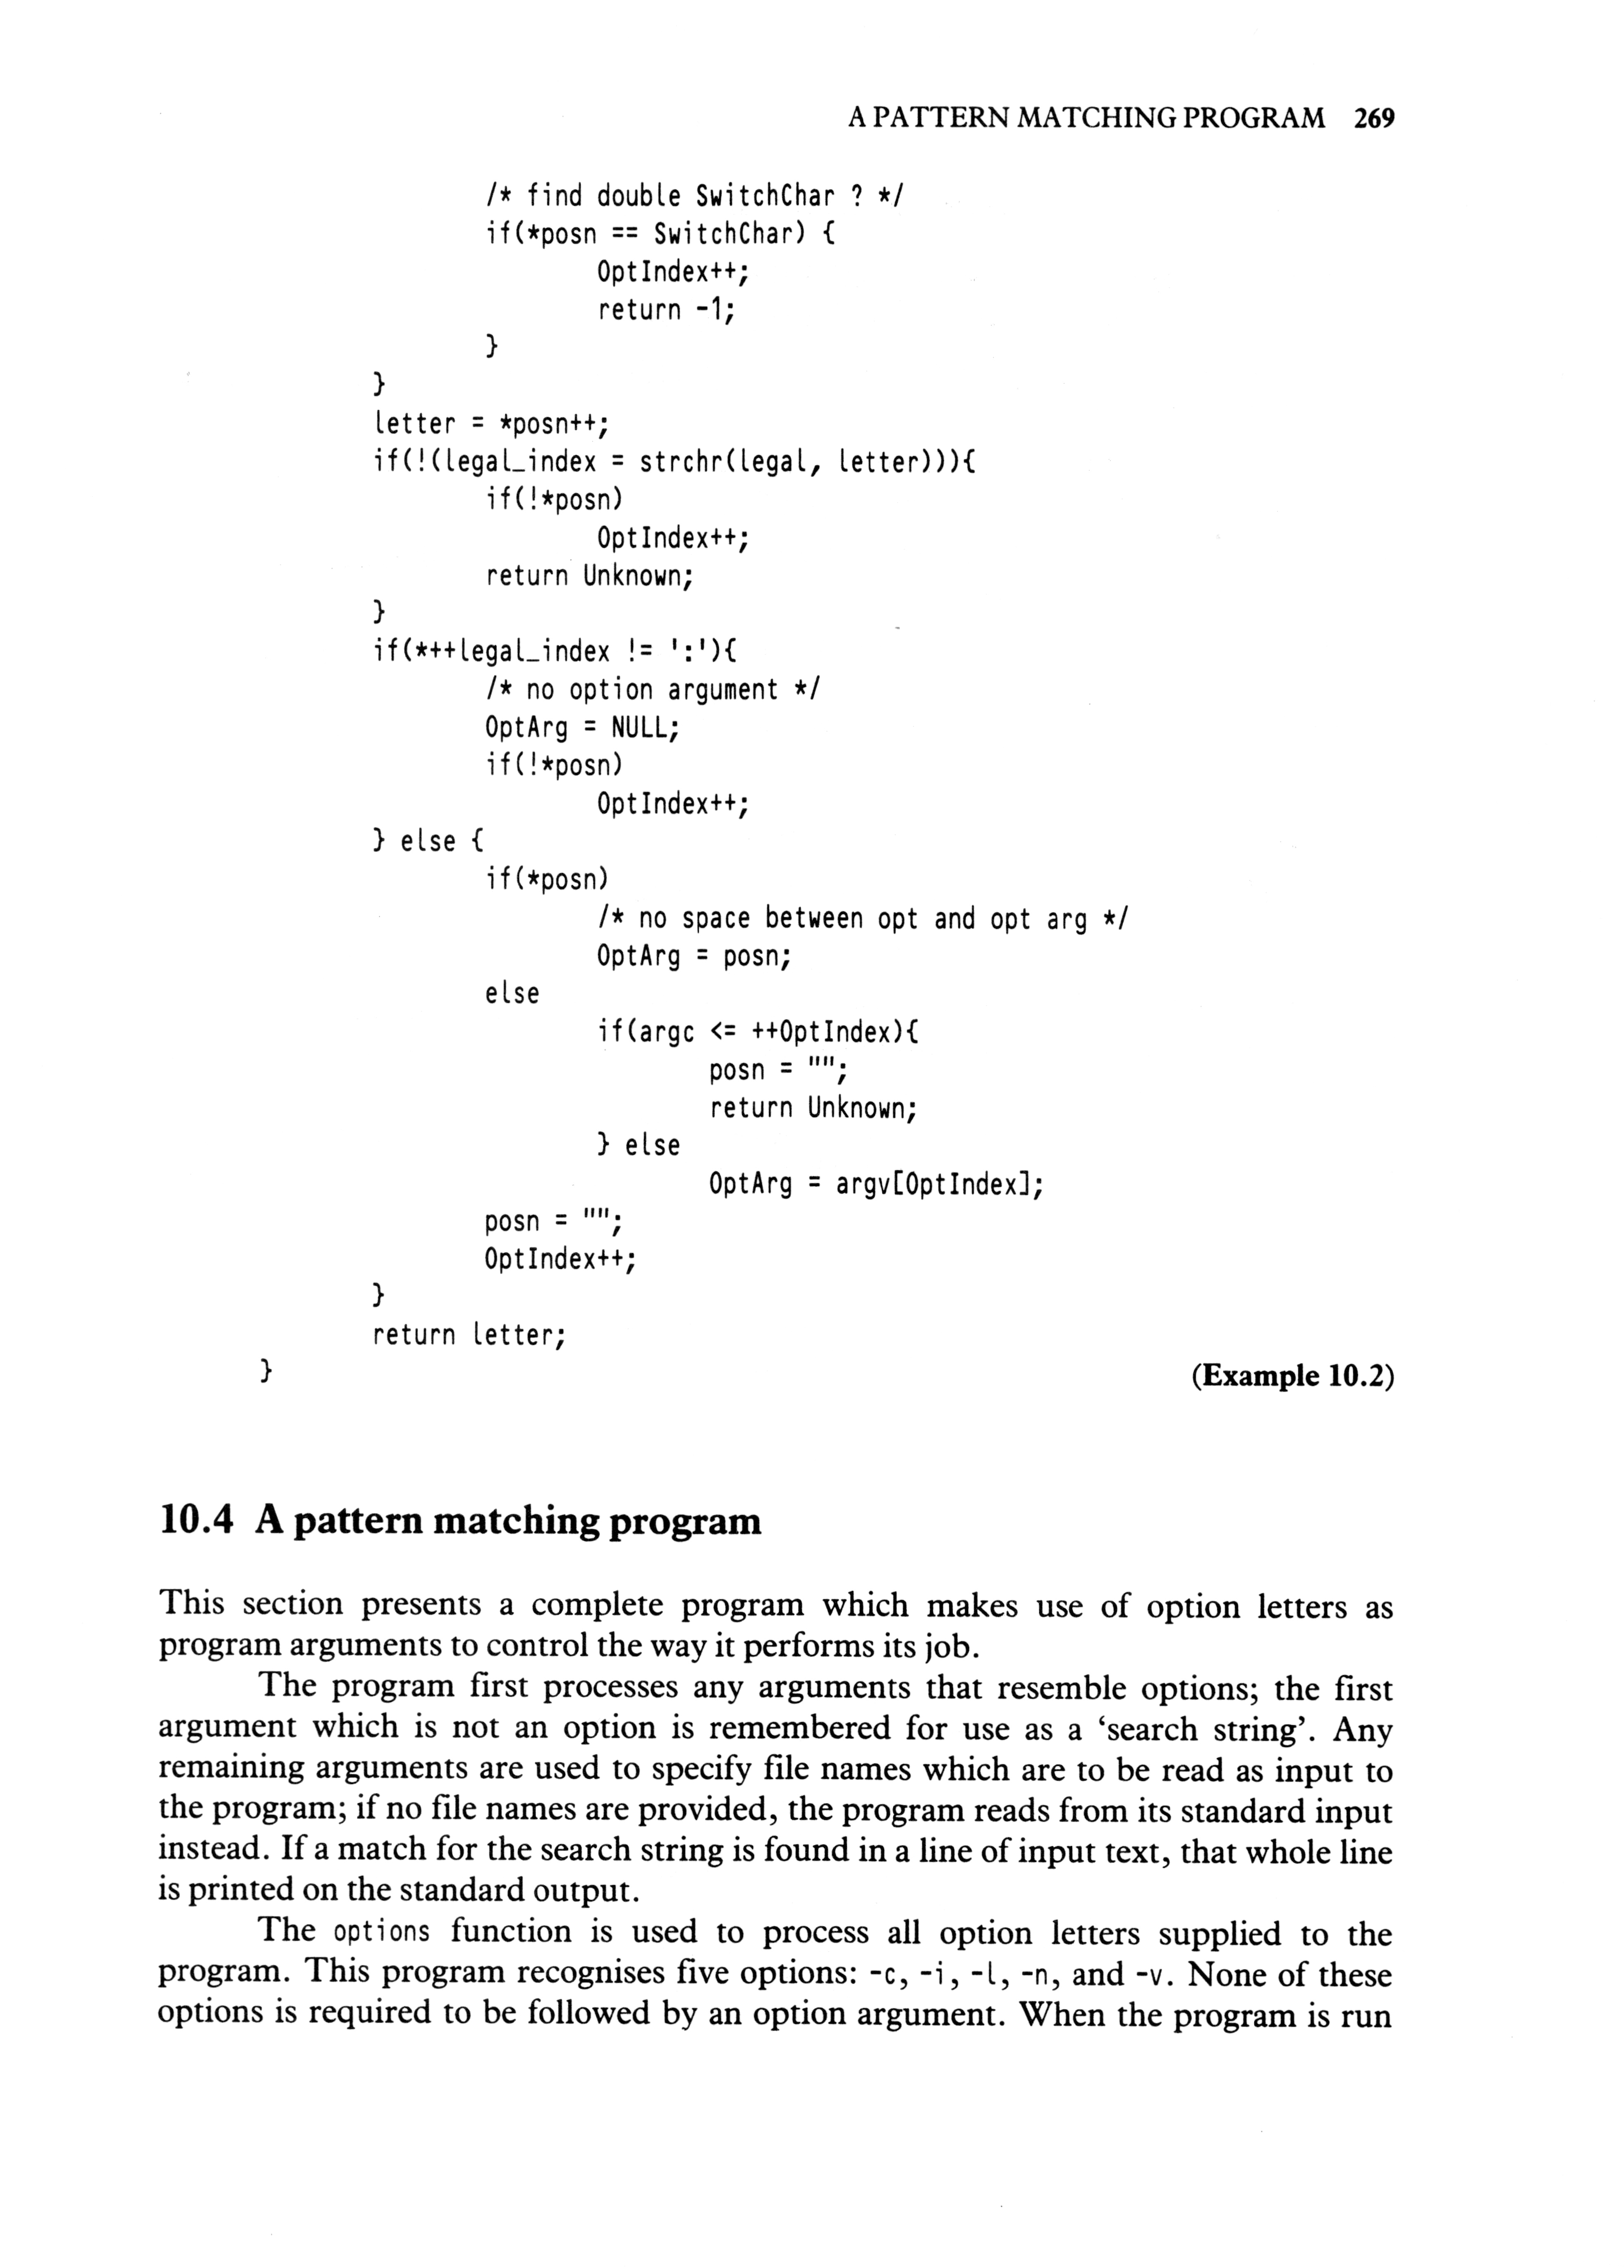 A PATTERN MATCHING PROGRAM 269
/* find double SwitchChar ? */
if(*posn == SwitchChar) {
OptIndex++;
return -1;
}
}
letter = *posn++;
if(!(legal_index = strchr(legal, letter))){
if(!*posn)
OptIndex++;
return Unknown;
}
if(*++legal_index != ':'){
/* no option argument */
OptArg = NULL;
if(!*posn)
OptIndex++;
} else {
if(*posn)
/* no space between opt and opt arg */
OptArg = posn;
else
if(argc <= ++OptIndex){
posn = "";
return Unknown;
} else
OptArg = argv[OptIndex];
posn = "";
OptIndex++;
}
return letter;
}
(Example 10.2)
10.4 A pattern matching program
This section presents a complete program which makes use of option letters as
program arguments to control the way it performs its job.
The program first processes any arguments that resemble options; the first
argument which is not an option is remembered for use as a ‘search string’. Any
remaining arguments are used to specify file names which are to be read as input to
the program; if no file names are provided, the program reads from its standard input
instead. If a match for the search string is found in a line of input text, that whole line
is printed on the standard output.
The options function is used to process all option letters supplied to the
program. This program recognises five options: -c, -i, -l, -n, and -v. None of these
options is required to be followed by an option argument. When the program is run